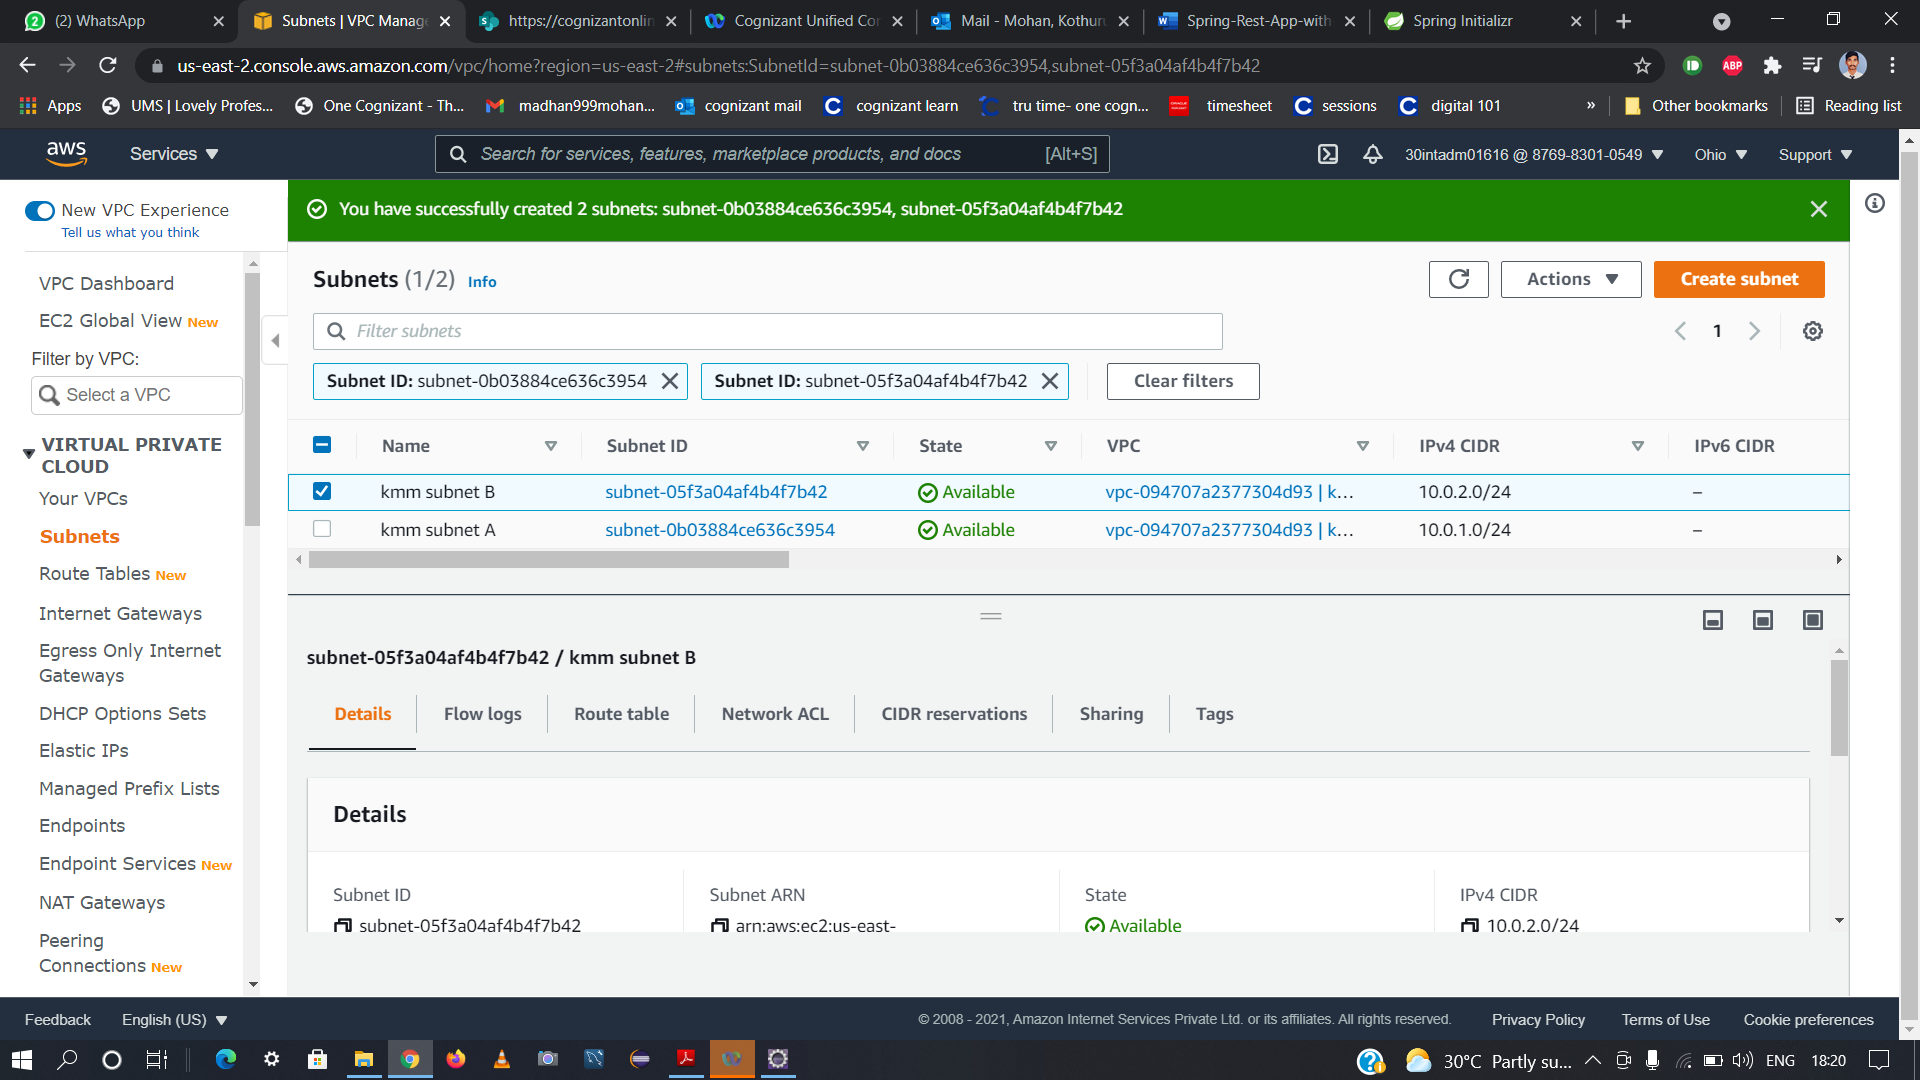 (2) WhatsApp
Subnets | VPC Manage
https://cognizantonlin
Cognizant Unified Con
Mail - Mohan, Kothuru
Spring-Rest-App-with
Spring Initializr
us-east-2.console.aws.amazon.com/vpc/home?region=us-east-2#subnets:SubnetId=subnet-0b03884ce636c3954,subnet-05f3a04af4b4f7b42
ABP
Apps
UMS | Lovely Profes...
One Cognizant - Th...
madhan999mohan...
cognizant mail
cognizant learn
tru time- one cogn...
timesheet
sessions
digital 101
»
Other bookmarks
Reading list
aws
Services
Search for services, features, marketplace products, and docs
[Alt+S]
30intadm01616 @ 8769-8301-0549
Ohio
Support
New VPC Experience
Tell us what you think
You have successfully created 2 subnets: subnet-0b03884ce636c3954, subnet-05f3a04af4b4f7b42
VPC Dashboard
EC2 Global View New
Filter by VPC:
Select a VPC
VIRTUAL PRIVATE
CLOUD
Your VPCs
Subnets
Route Tables New
Internet Gateways
Egress Only Internet
Gateways
DHCP Options Sets
Elastic IPs
Managed Prefix Lists
Endpoints
Endpoint Services New
NAT Gateways
Peering
Connections New
Subnets (1/2) Info
Actions
Create subnet
Filter subnets
1
Subnet ID: subnet-0b03884ce636c3954
Subnet ID: subnet-05f3a04af4b4f7b42
Clear filters
Name Subnet ID State VPC IPv4 CIDR IPv6 CIDR
kmm subnet B subnet-05f3a04af4b4f7b42 Available vpc-094707a2377304d93 | k... 10.0.2.0/24 –
kmm subnet A subnet-0b03884ce636c3954 Available vpc-094707a2377304d93 | k... 10.0.1.0/24 –
subnet-05f3a04af4b4f7b42 / kmm subnet B
Details Flow logs Route table Network ACL CIDR reservations Sharing Tags
Details
Subnet ID Subnet ARN State IPv4 CIDR
subnet-05f3a04af4b4f7b42 arn:aws:ec2:us-east- Available 10.0.2.0/24
Feedback English (US)
© 2008 - 2021, Amazon Internet Services Private Ltd. or its affiliates. All rights reserved.
Privacy Policy Terms of Use Cookie preferences
30°C Partly su...
ENG 18:20